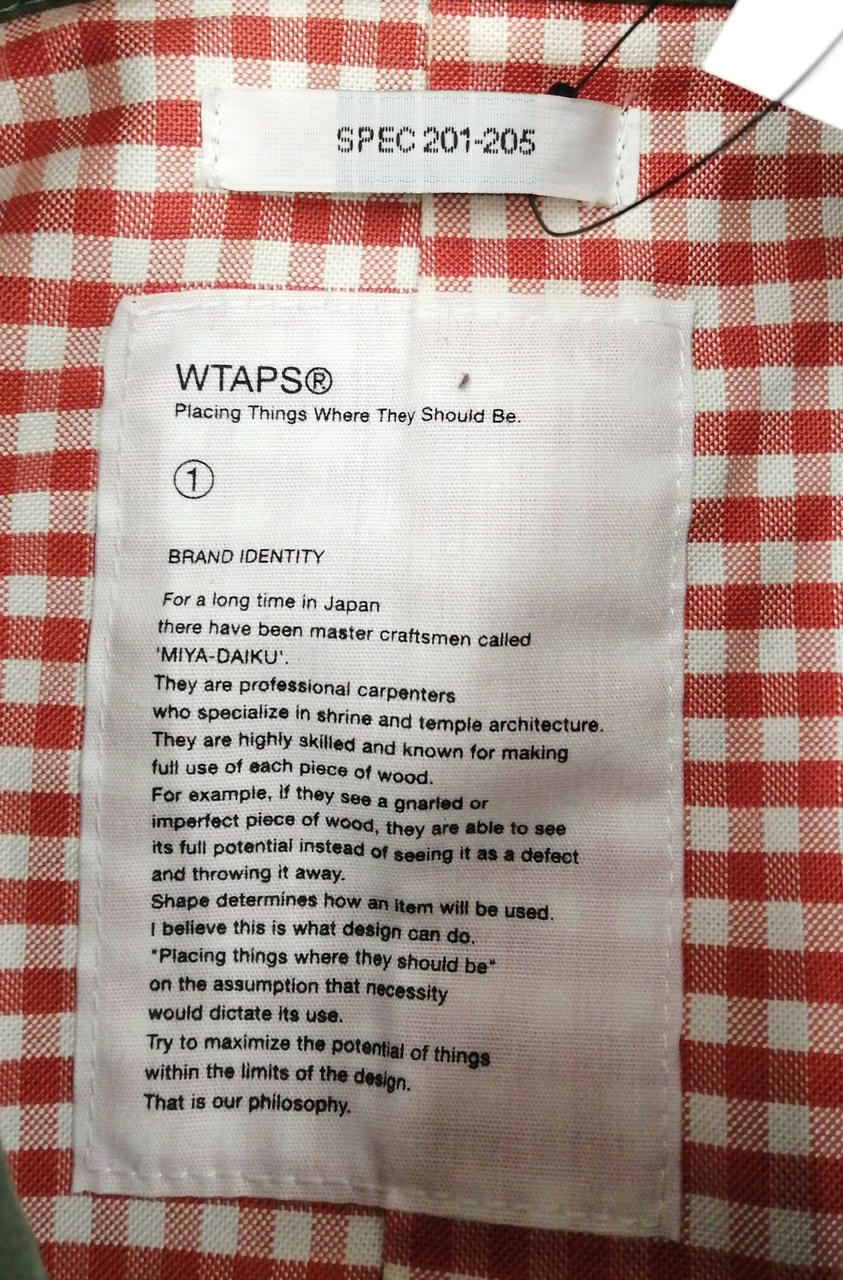 SPEC 201-205
WTAPS®
Placing Things Where They Should Be.
①
BRAND IDENTITY
For a long time in Japan
there have been master craftsmen called
'MIYA-DAIKU'.
They are professional carpenters
who specialize in shrine and temple architecture.
They are highly skilled and known for making
full use of each piece of wood.
For example, if they see a gnarled or
imperfect piece of wood, they are able to see
its full potential instead of seeing it as a defect
and throwing it away.
Shape determines how an item will be used.
I believe this is what design can do.
"Placing things where they should be"
on the assumption that necessity
would dictate its use.
Try to maximize the potential of things
within the limits of the design.
That is our philosophy.